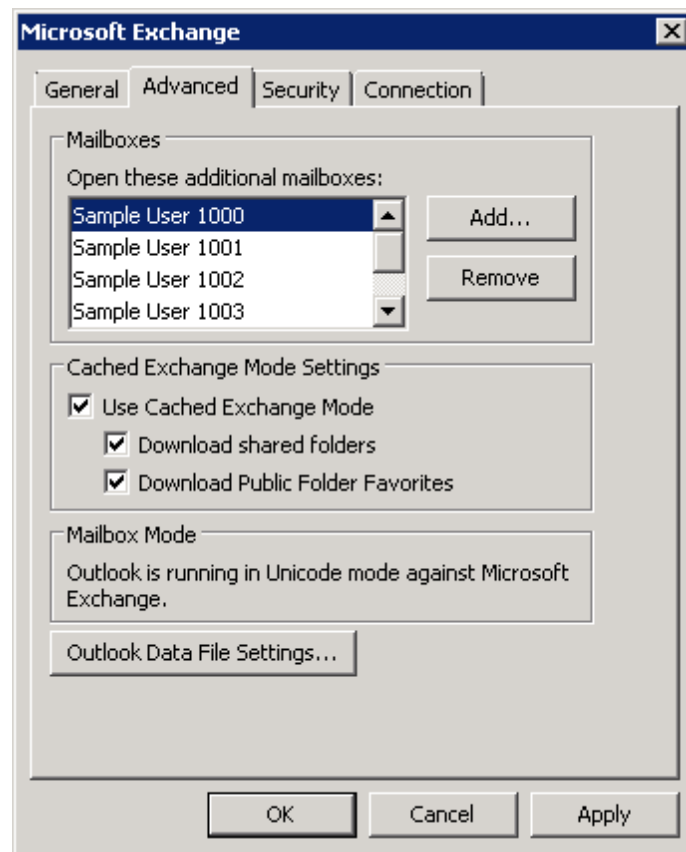 Microsoft Exchange
General Advanced Security Connection
Mailboxes
Open these additional mailboxes:
Sample User 1000
Add...
Sample User 1001
Sample User 1002
Remove
Sample User 1003
Cached Exchange Mode Settings
Use Cached Exchange Mode
Download shared folders
Download Public Folder Favorites
Mailbox Mode
Outlook is running in Unicode mode against Microsoft
Exchange.
Outlook Data File Settings...
OK Cancel Apply